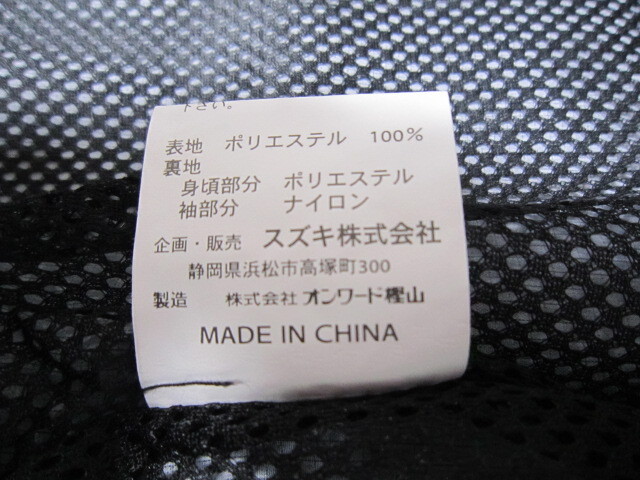 下さい。
表地 ポリエステル 100%
裏地
身頃部分 ポリエステル
袖部分 ナイロン
企画・販売 スズキ株式会社
静岡県浜松市高塚町300
製造 株式会社 オンワード樫山
MADE IN CHINA